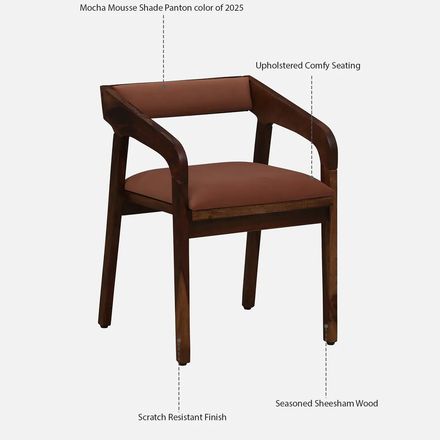 Mocha Mousse Shade Panton color of 2025
Upholstered Comfy Seating
Seasoned Sheesham Wood
Scratch Resistant Finish